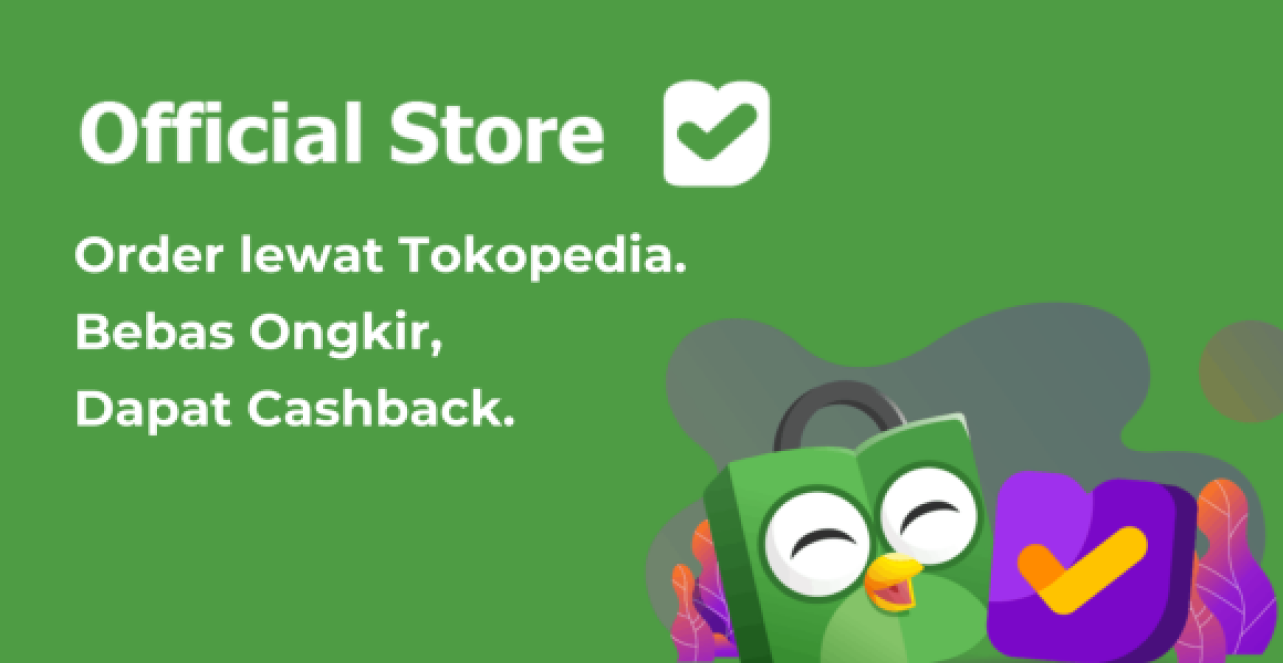 Official Store
Order lewat Tokopedia.
Bebas Ongkir,
Dapat Cashback.